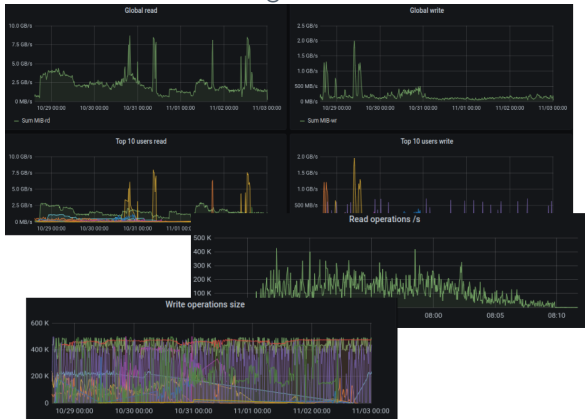 Global read
10.0 GB/s
7.5 GB/s
5.0 GB/s
2.5 GB/s
0 MB/s
10/29 00:00 10/30 00:00 10/31 00:00 11/01 00:00 11/02 00:00 11/03 00:00
Sum MIB-rd
Global write
2.5 GB/s
2.0 GB/s
1.5 GB/s
1.0 GB/s
500 MB/s
0 MB/s
10/29 00:00 10/30 00:00 10/31 00:00 11/01 00:00 11/02 00:00 11/03 00:00
Sum MIB-wr
Top 10 users read
10.0 GB/s
7.5 GB/s
5.0 GB/s
2.5 GB/s
0 MB/s
10/29 00:00 10/30 00:00 10/31 00:00
Top 10 users write
2.0 GB/s
1.5 GB/s
1.0 GB/s
500 MB/s
Read operations /s
500 K
400 K
300 K
200 K
100 K
08:00 08:05 08:10
Write operations size
600 K
400 K
200 K
0
10/29 00:00 10/30 00:00 10/31 00:00 11/01 00:00 11/02 00:00 11/03 00:00